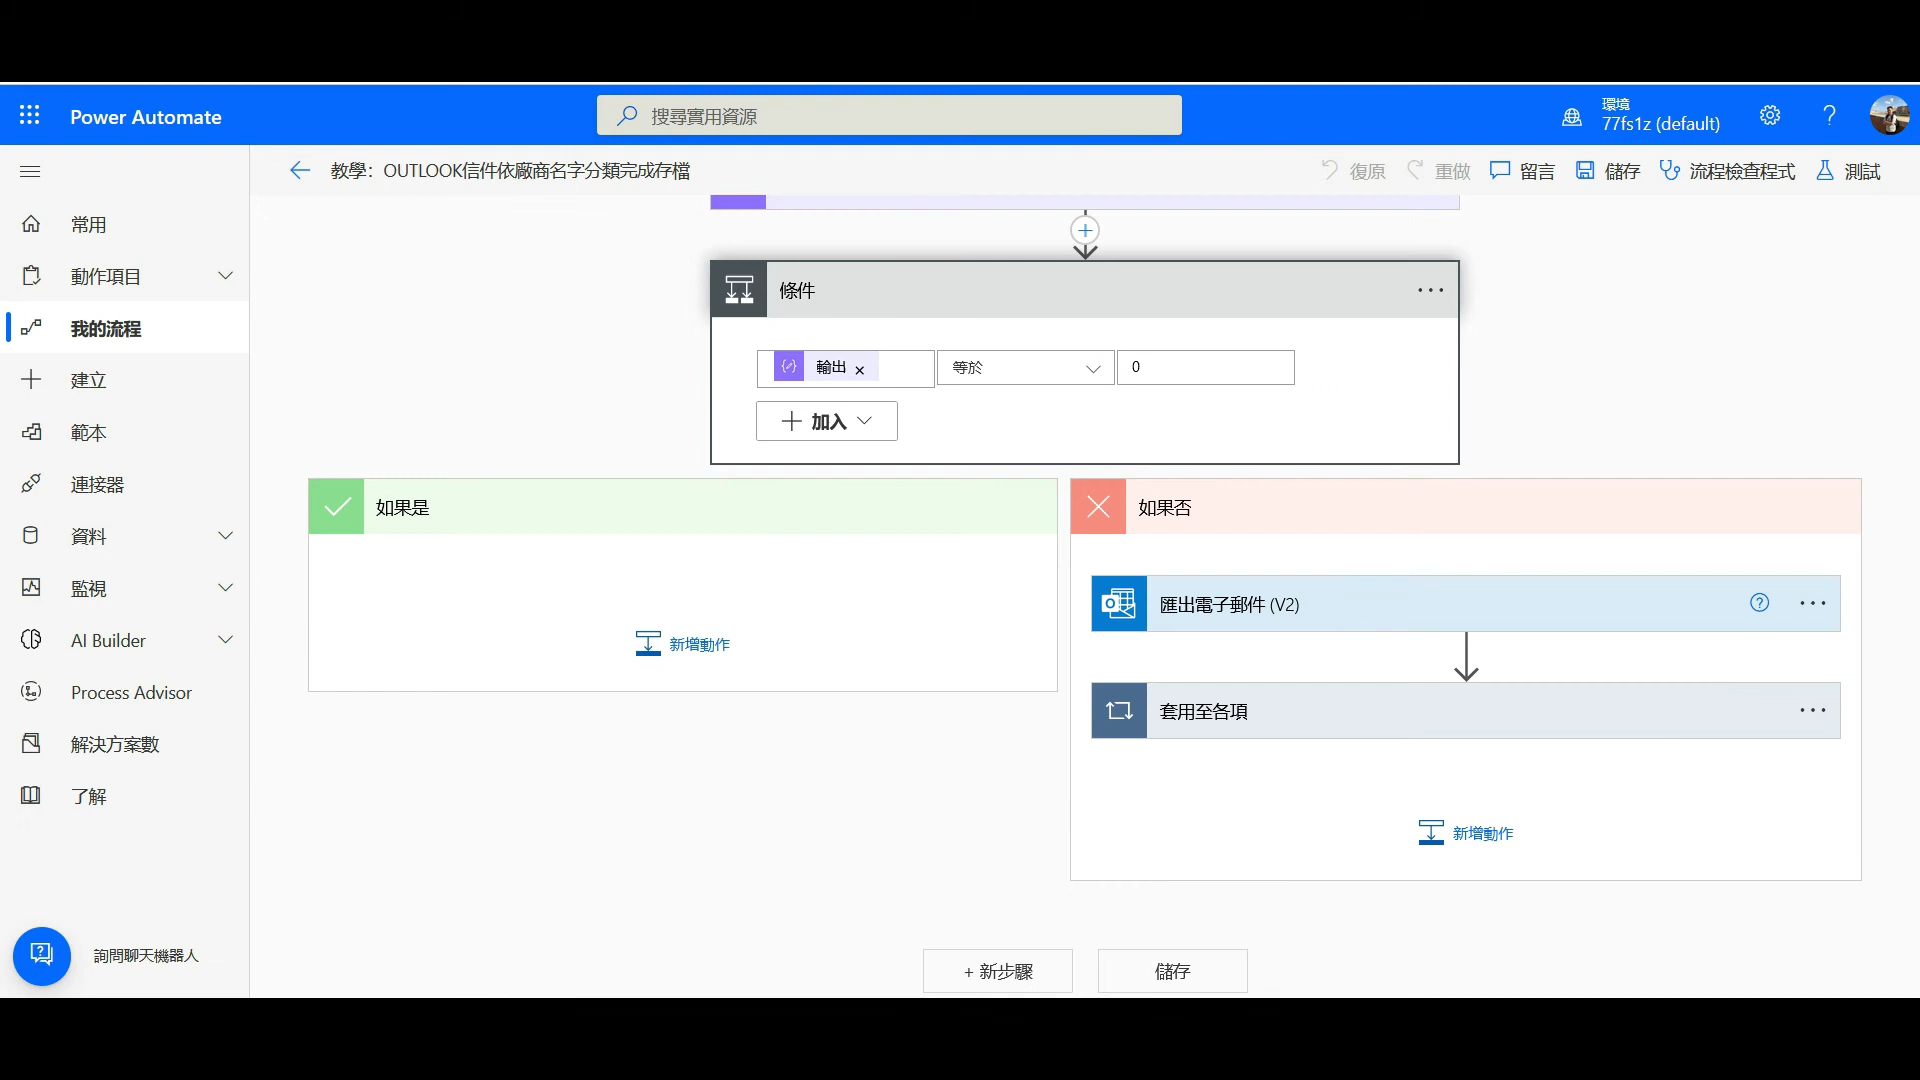 Power Automate
搜尋實用資源
環境
77fs1z (default)
教學：OUTLOOK信件依廠商名字分類完成存檔
復原
重做
留言
儲存
流程檢查程式
測試
常用
動作項目
我的流程
建立
範本
連接器
資料
監視
AI Builder
Process Advisor
解決方案數
了解
詢問聊天機器人
條件
輸出
等於
0
加入
如果是
新增動作
如果否
匯出電子郵件 (V2)
套用至各項
新增動作
+ 新步驟
儲存